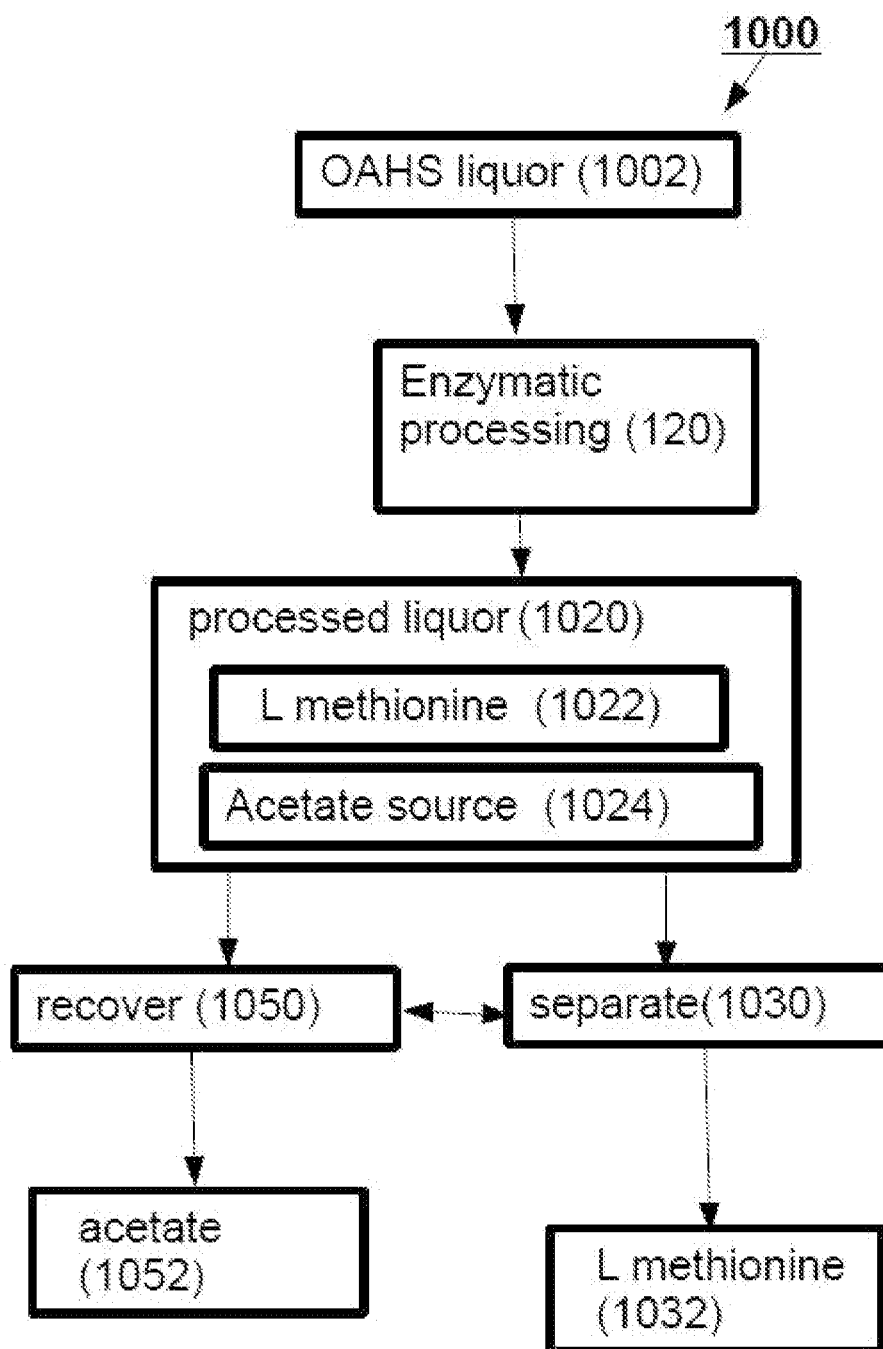 1000
OAHS liquor (1002)
Enzymatic
processing (120)
processed liquor (1020)
L methionine (1022)
Acetate source (1024)
recover (1050)
separate(1030)
acetate
(1052)
L methionine
(1032)